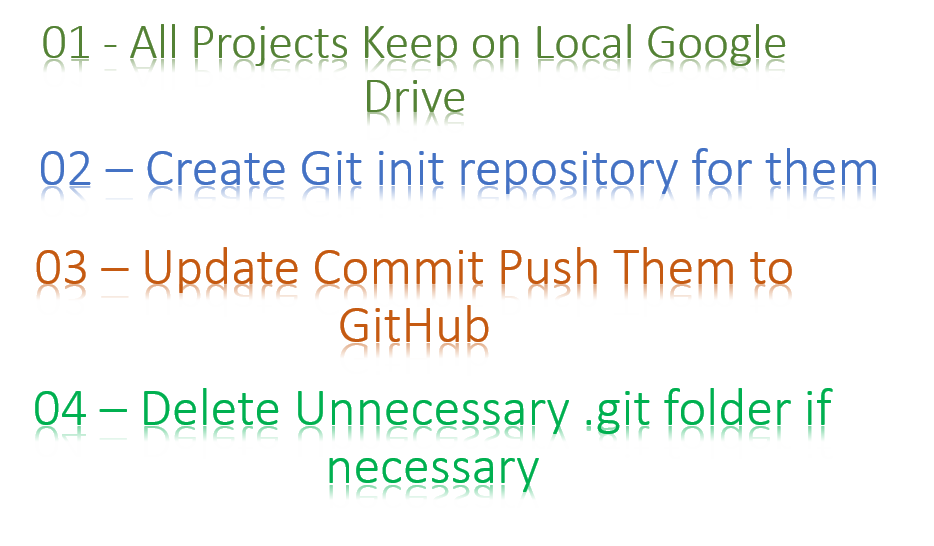 01 - All Projects Keep on Local Google
Drive
02 – Create Git init repository for them
03 – Update Commit Push Them to
GitHub
04 – Delete Unnecessary .git folder if
necessary